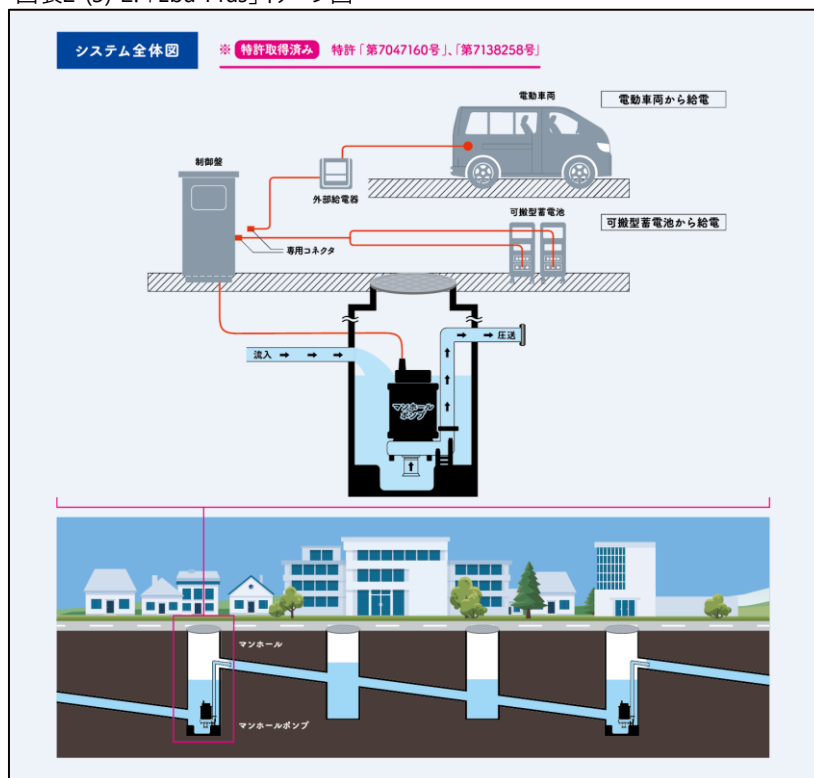 システム全体図
※ 特許取得済み 特許「第7047160号」、「第7138258号」
電動車両
電動車両から給電
制御盤
外部給電器
可搬型蓄電池
可搬型蓄電池から給電
専用コネクタ
流入 → → →
→ → 圧送
マンホール
ポンプ
マンホール
マンホールポンプ